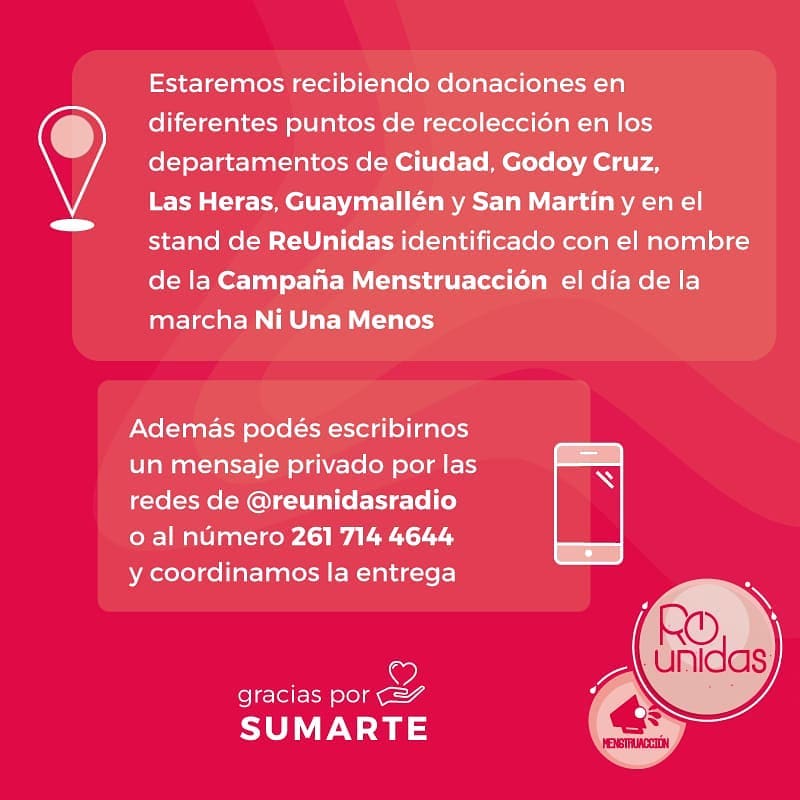 Estaremos recibiendo donaciones en
diferentes puntos de recolección en los
departamentos de Ciudad, Godoy Cruz,
Las Heras, Guaymallén y San Martín y en el
stand de ReUnidas identificado con el nombre
de la Campaña Menstruacción el día de la
marcha Ni Una Menos
Además podés escribirnos
un mensaje privado por las
redes de @reunidasradio
o al número 261 714 4644
y coordinamos la entrega
gracias por
SUMARTE
Re
unidas
MENSTRUACCIÓN